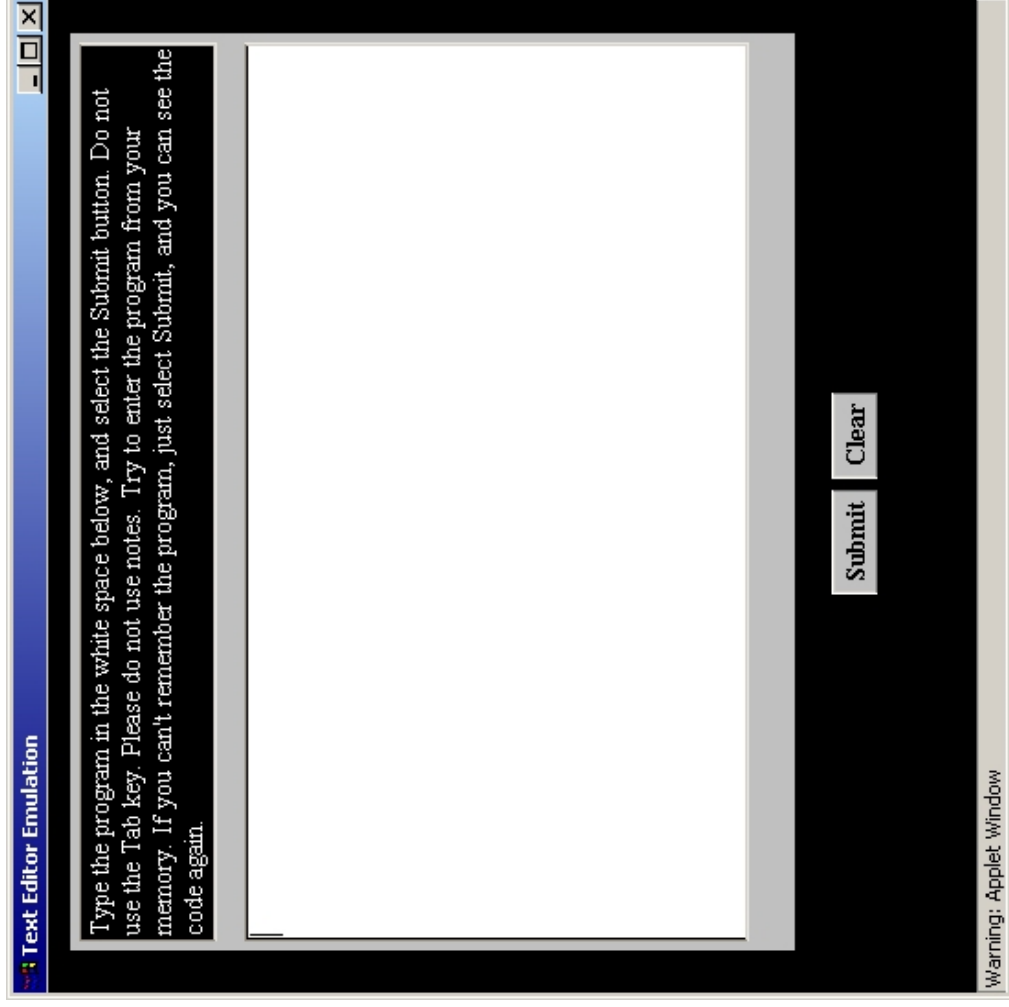 Text Editor Emulation
Type the program in the white space below, and select the Submit button. Do not
use the Tab key. Please do not use notes. Try to enter the program from your
memory. If you can't remember the program, just select Submit, and you can see the
code again.
Submit Clear
Warning: Applet Window